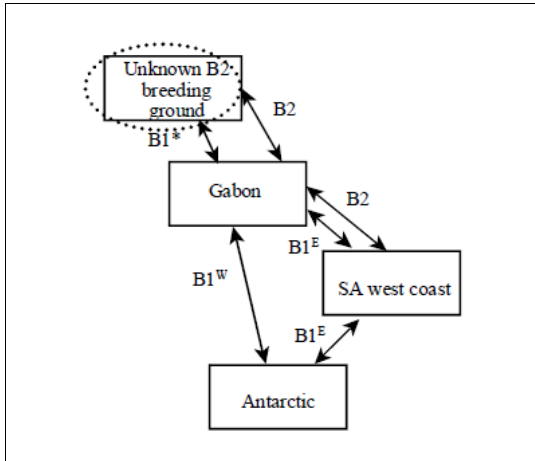 Unknown B2
breeding
ground
B2
B1*
Gabon
B2
B1ᴱ
B1ᵂ
SA west coast
B1ᴱ
Antarctic